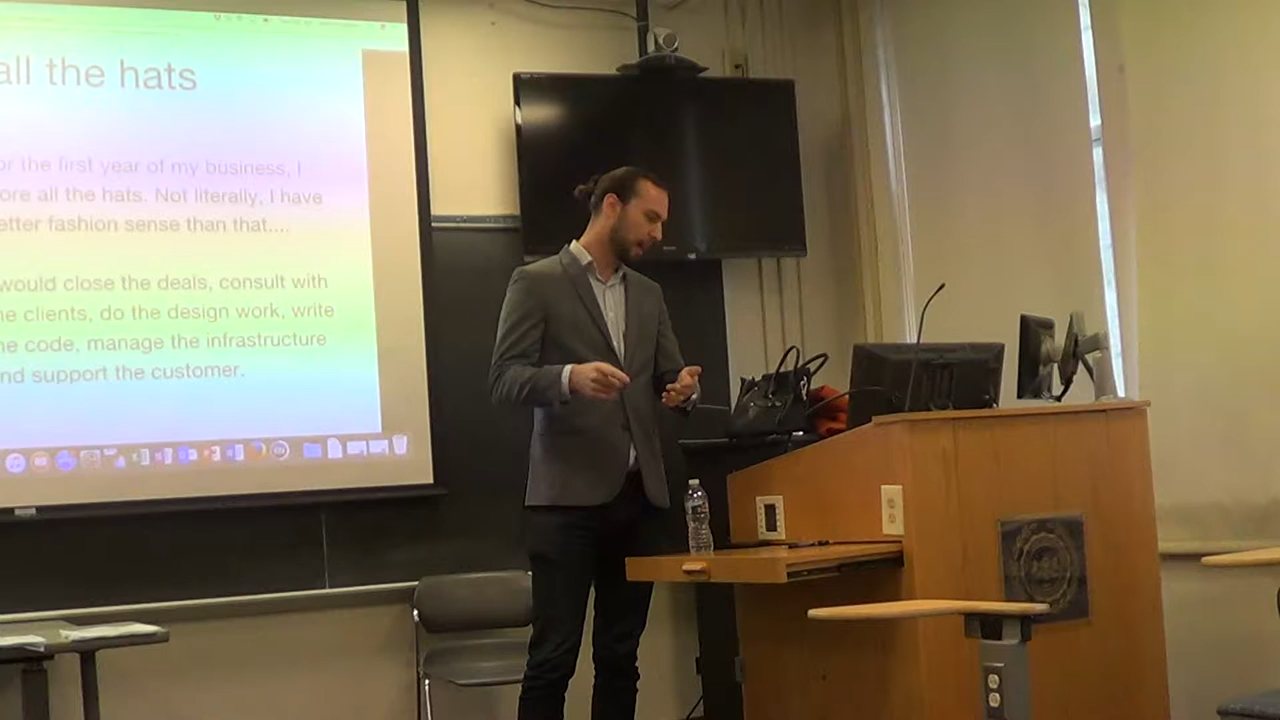 all the hats
or the first year of my business, I
ore all the hats. Not literally, I have
etter fashion sense than that....
would close the deals, consult with
he clients, do the design work, write
he code, manage the infrastructure
nd support the customer.